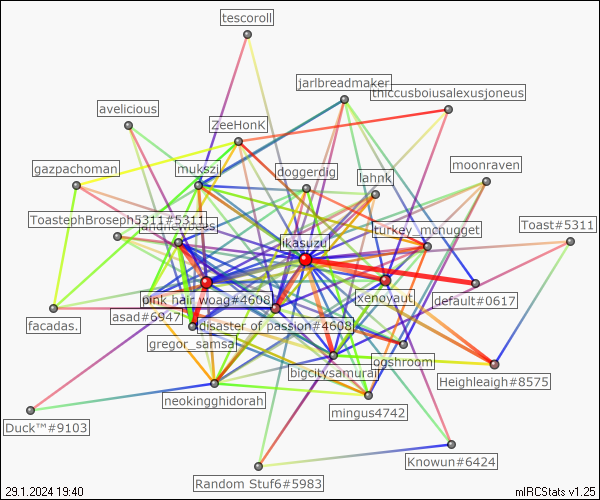 tescoroll
jarlbreadmaker
thiccusboiusalexusjoneus
avelicious
ZeeHonK
gazpachoman
mukszi
doggerdig
lahnk
moonraven
ToastephBroseph5311#5311
Toast#5311
turkey_mcnugget
ikasuzu
pink hair woag#4608
xenoyaut
default#0617
facadas.
asad#6947
disaster of passion#4608
gregor_samsa
ooshroom
bigcitysamurai
Heighleigh#8575
neokingghidorah
mingus4742
Duck™#9103
Knowun#6424
Random Stuf6#5983
29.1.2024 19:40
mIRCStats v1.25